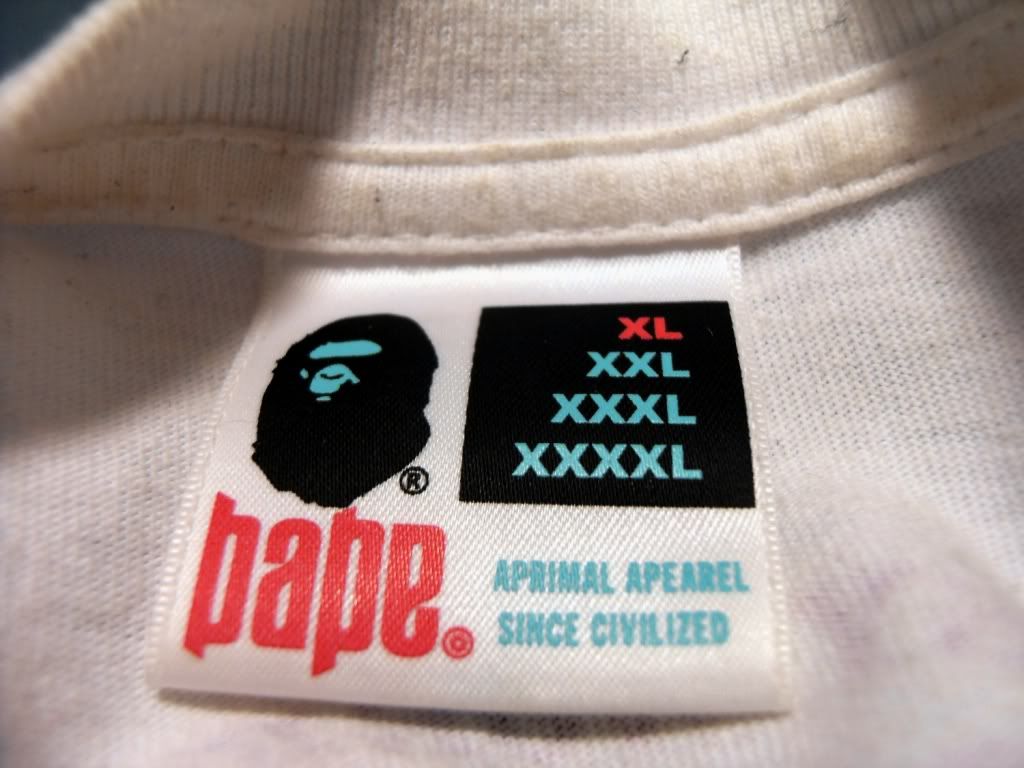 XL
XXL
XXXL
XXXXL
®
bape.©
APRIMAL APEAREL
SINCE CIVILIZED